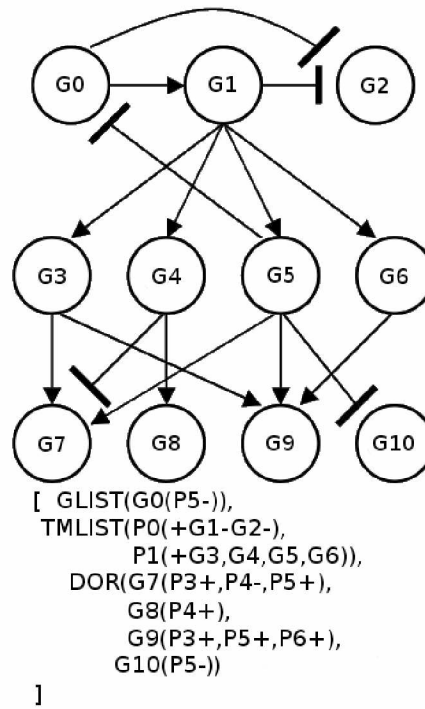 G0 G1 G2
G3 G4 G5 G6
G7 G8 G9 G10
[ GLIST(G0(P5-)),
TMLIST(P0(+G1-G2-),
P1(+G3,G4,G5,G6)),
DOR(G7(P3+,P4-,P5+),
G8(P4+),
G9(P3+,P5+,P6+),
G10(P5-))
]